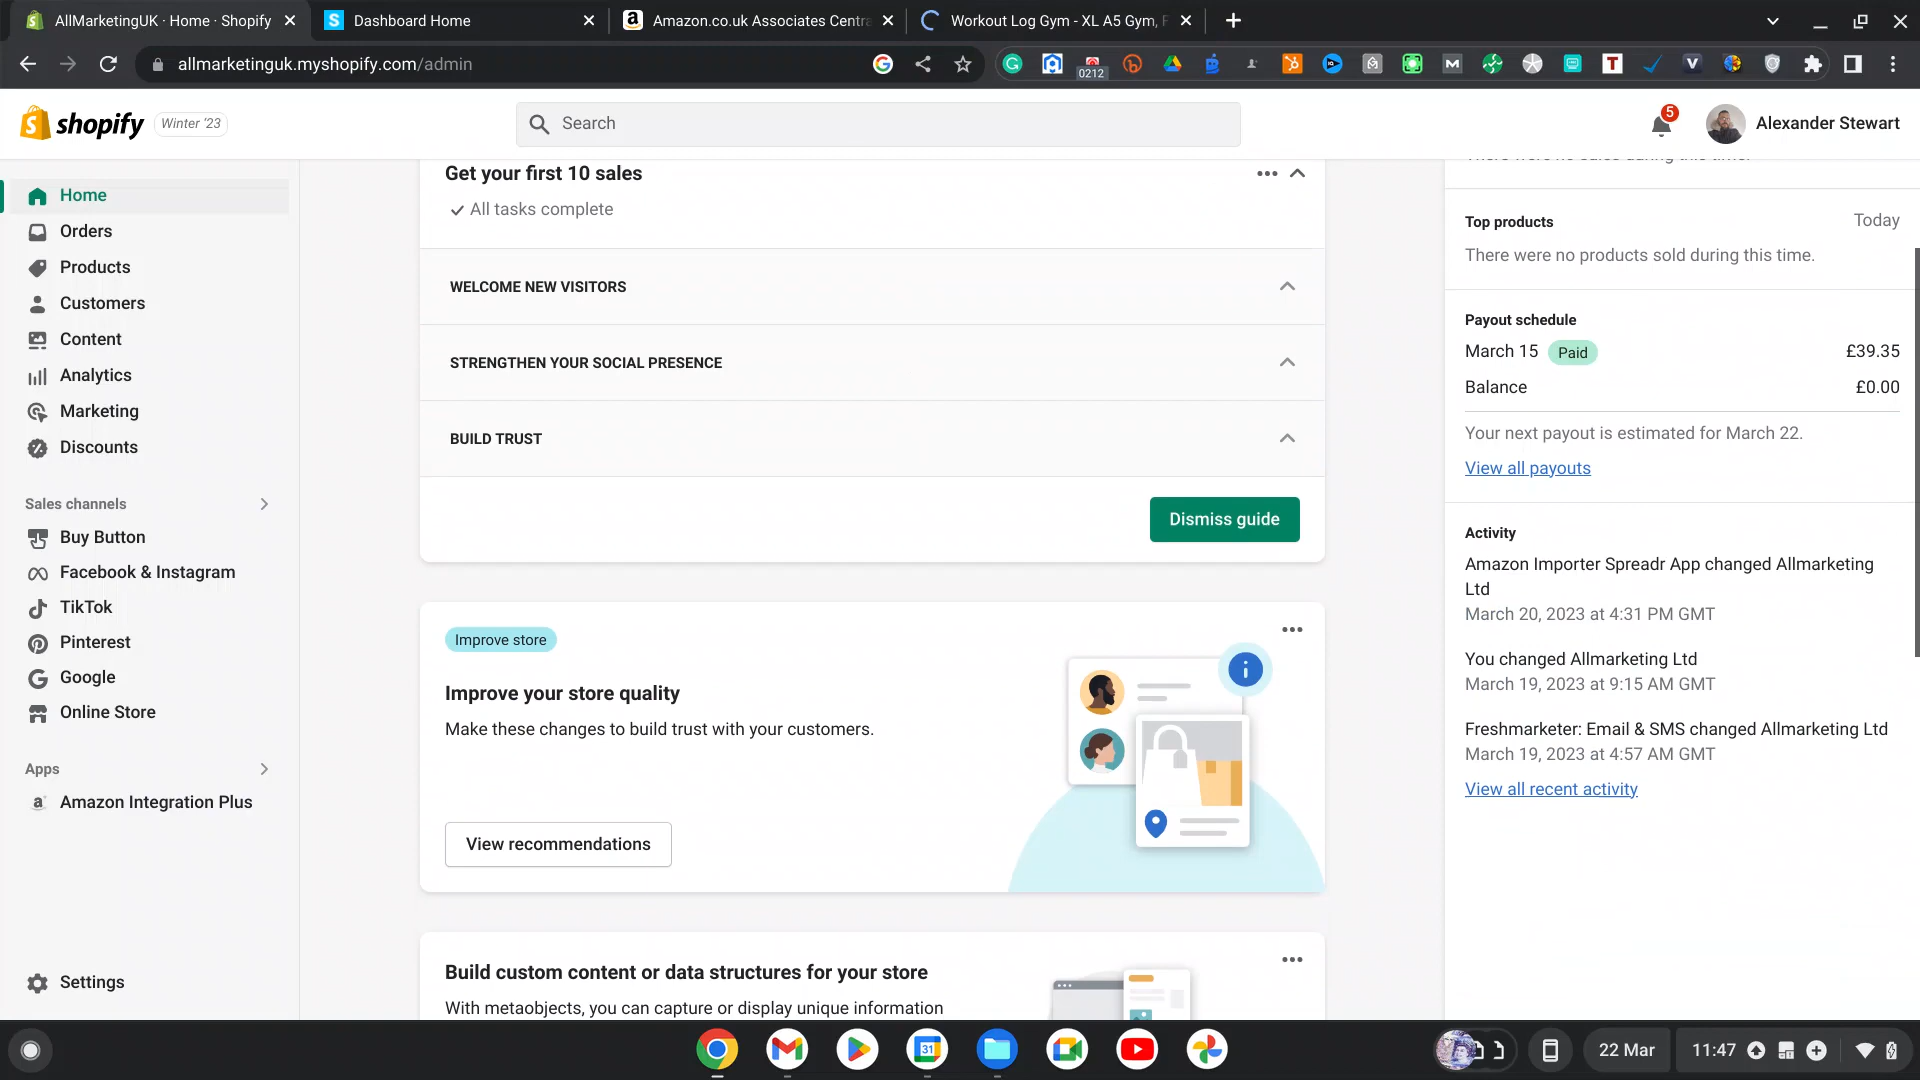 AllMarketingUK · Home · Shopify
Dashboard Home
Amazon.co.uk Associates Centra
Workout Log Gym - XL A5 Gym, F
allmarketinguk.myshopify.com/admin
0212
shopify
Winter '23
Search
5
Alexander Stewart
Home
Orders
Products
Customers
Content
Analytics
Marketing
Discounts
Sales channels
Buy Button
Facebook & Instagram
TikTok
Pinterest
Google
Online Store
Apps
Amazon Integration Plus
Settings
Get your first 10 sales
All tasks complete
WELCOME NEW VISITORS
STRENGTHEN YOUR SOCIAL PRESENCE
BUILD TRUST
Dismiss guide
Improve store
Improve your store quality
Make these changes to build trust with your customers.
View recommendations
Build custom content or data structures for your store
With metaobjects, you can capture or display unique information
Top products
Today
There were no products sold during this time.
Payout schedule
March 15 Paid £39.35
Balance £0.00
Your next payout is estimated for March 22.
View all payouts
Activity
Amazon Importer Spreadr App changed Allmarketing
Ltd
March 20, 2023 at 4:31 PM GMT
You changed Allmarketing Ltd
March 19, 2023 at 9:15 AM GMT
Freshmarketer: Email & SMS changed Allmarketing Ltd
March 19, 2023 at 4:57 AM GMT
View all recent activity
31
22 Mar
11:47